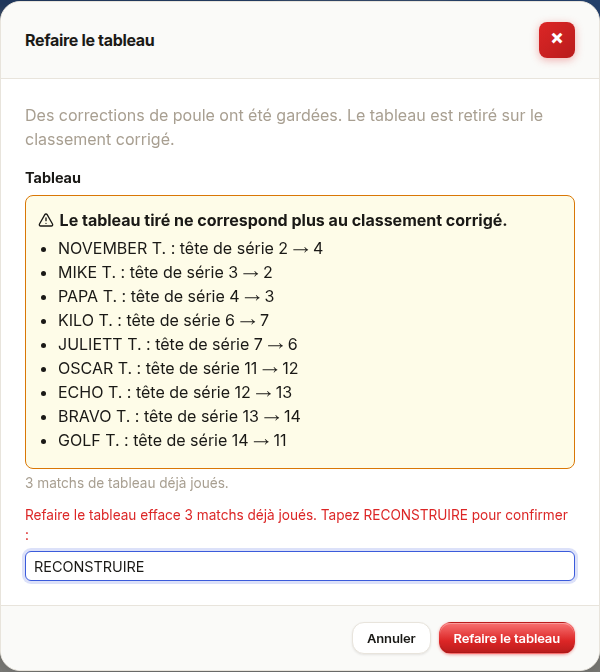 Refaire le tableau
×
Des corrections de poule ont été gardées. Le tableau est retiré sur le
classement corrigé.
Tableau
⚠ Le tableau tiré ne correspond plus au classement corrigé.
• NOVEMBER T. : tête de série 2 → 4
• MIKE T. : tête de série 3 → 2
• PAPA T. : tête de série 4 → 3
• KILO T. : tête de série 6 → 7
• JULIETT T. : tête de série 7 → 6
• OSCAR T. : tête de série 11 → 12
• ECHO T. : tête de série 12 → 13
• BRAVO T. : tête de série 13 → 14
• GOLF T. : tête de série 14 → 11
3 matchs de tableau déjà joués.
Refaire le tableau efface 3 matchs déjà joués. Tapez RECONSTRUIRE pour confirmer
:
RECONSTRUIRE
Annuler
Refaire le tableau